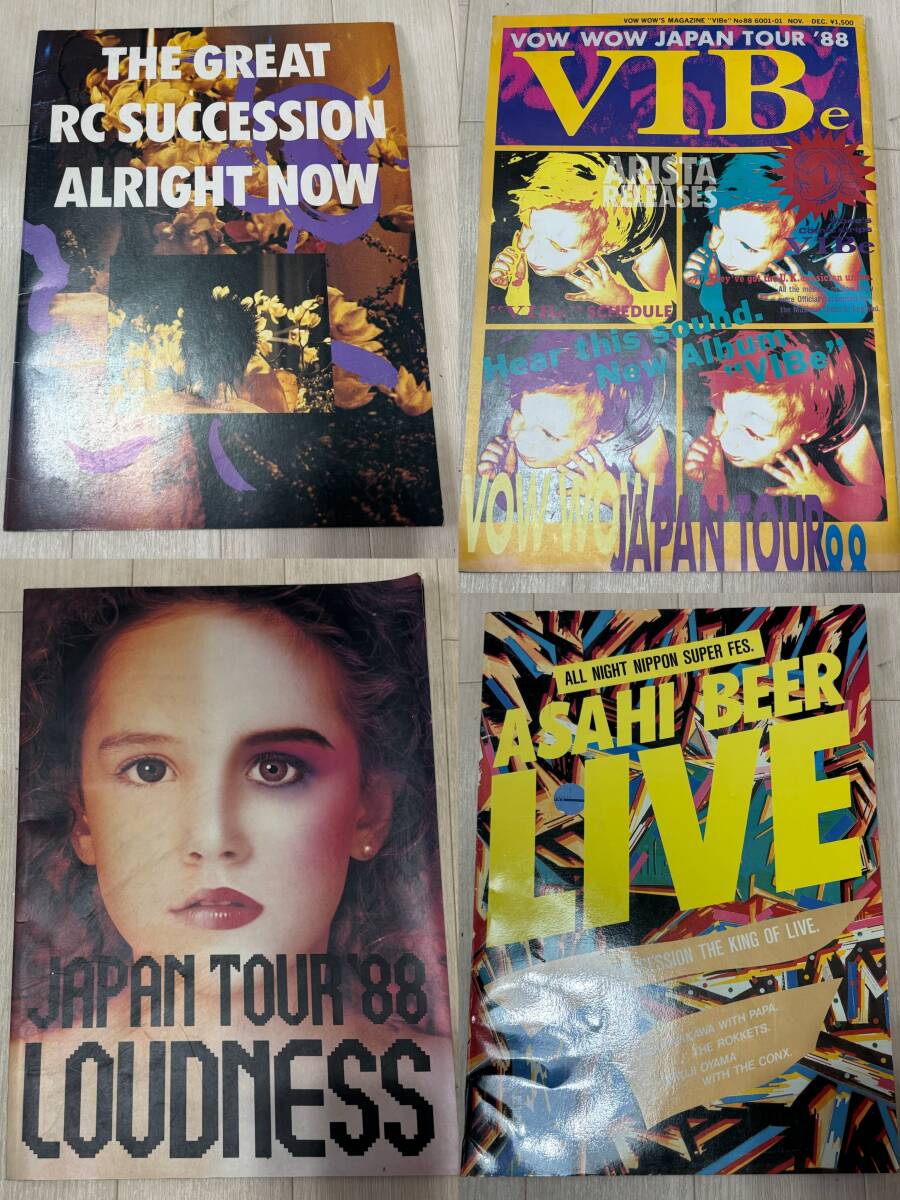 THE GREAT
RC SUCCESSION
ALRIGHT NOW
VOW WOW'S MAGAZINE "VIBe" No88 6001-01 NOV. DEC. ¥1,500
VOW WOW JAPAN TOUR '88
VIBe
ARISTA
RELEASES
VIBe
SCHEDULE
Hear this sound.
New Album
"VIBe"
VOW WOW
JAPAN TOUR 88
JAPAN TOUR '88
LOUDNESS
ALL NIGHT NIPPON SUPER FES.
ASAHI BEER
LIVE
THE KING OF LIVE.
WITH PAPA.
THE ROKKETS.
OYAMA
WITH THE CONX.